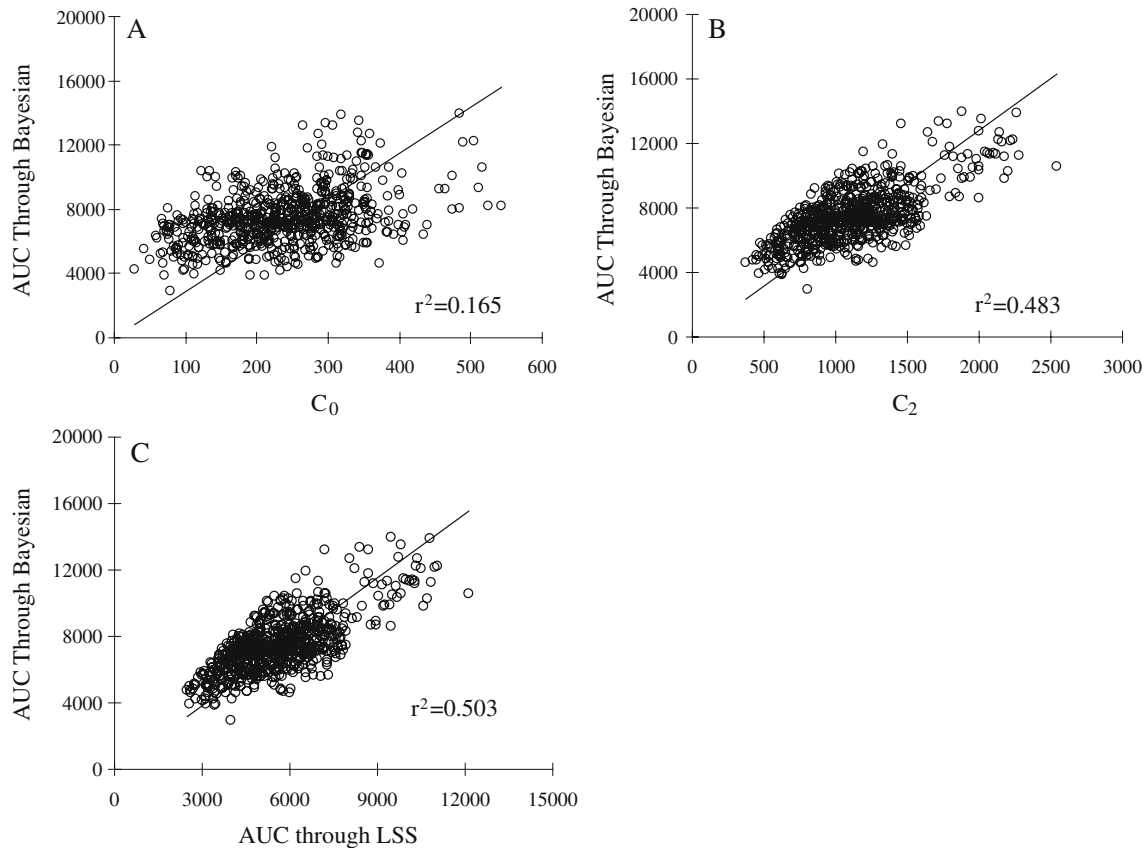 A
20000
16000
12000
8000
4000
0
AUC Through Bayesian
r²=0.165
0 100 200 300 400 500 600
C₀
B
20000
16000
12000
8000
4000
0
AUC Through Bayesian
r²=0.483
0 500 1000 1500 2000 2500 3000
C₂
C
20000
16000
12000
8000
4000
0
AUC Through Bayesian
r²=0.503
0 3000 6000 9000 12000 15000
AUC through LSS